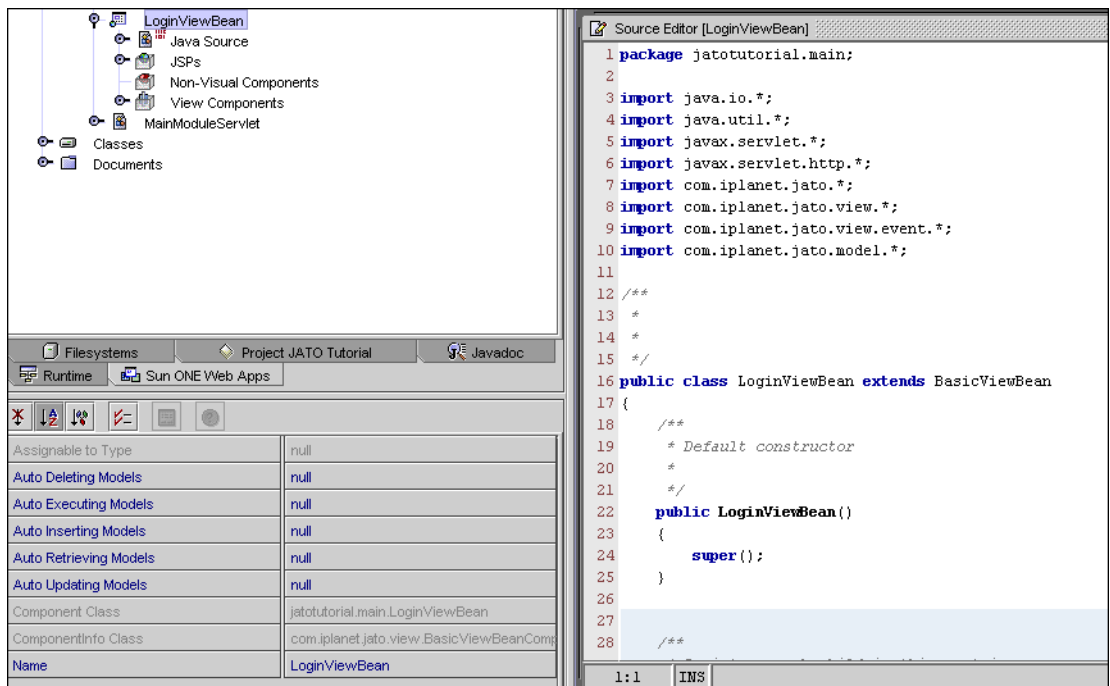 LoginViewBean
Java Source
JSPs
Non-Visual Components
View Components
MainModuleServlet
Classes
Documents
Filesystems
Project JATO Tutorial
Javadoc
Runtime
Sun ONE Web Apps
Assignable to Type null
Auto Deleting Models null
Auto Executing Models null
Auto Inserting Models null
Auto Retrieving Models null
Auto Updating Models null
Component Class jatotutorial.main.LoginViewBean
ComponentInfo Class com.iplanet.jato.view.BasicViewBeanComp
Name LoginViewBean
Source Editor [LoginViewBean]
1 package jatotutorial.main;
2
3 import java.io.*;
4 import java.util.*;
5 import javax.servlet.*;
6 import javax.servlet.http.*;
7 import com.iplanet.jato.*;
8 import com.iplanet.jato.view.*;
9 import com.iplanet.jato.view.event.*;
10 import com.iplanet.jato.model.*;
11
12 /**
13 *
14 *
15 */
16 public class LoginViewBean extends BasicViewBean
17 {
18 /**
19 * Default constructor
20 *
21 */
22 public LoginViewBean()
23 {
24 super();
25 }
26
27
28 /**
1:1 INS